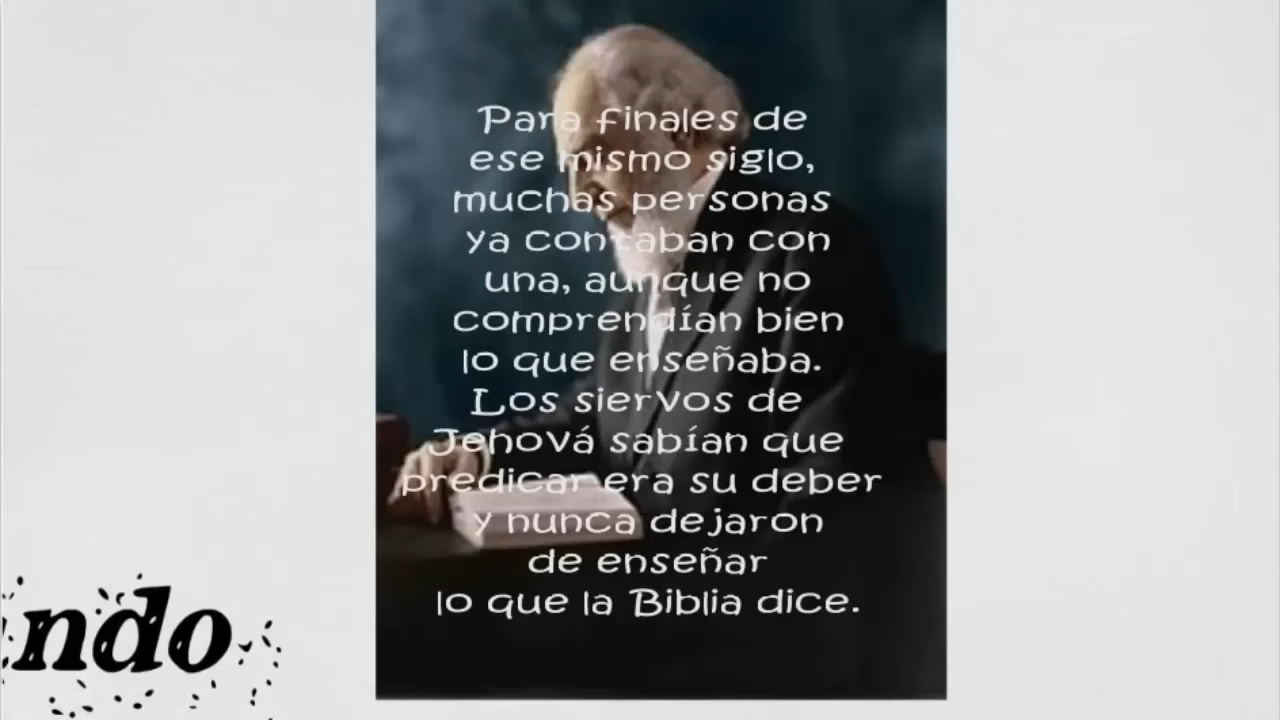 Para finales de
ese mismo siglo,
muchas personas
ya contaban con
una, aunque no
comprendían bien
lo que enseñaba.
Los siervos de
Jehová sabían que
predicar era su deber
y nunca dejaron
de enseñar
lo que la Biblia dice.
ndo